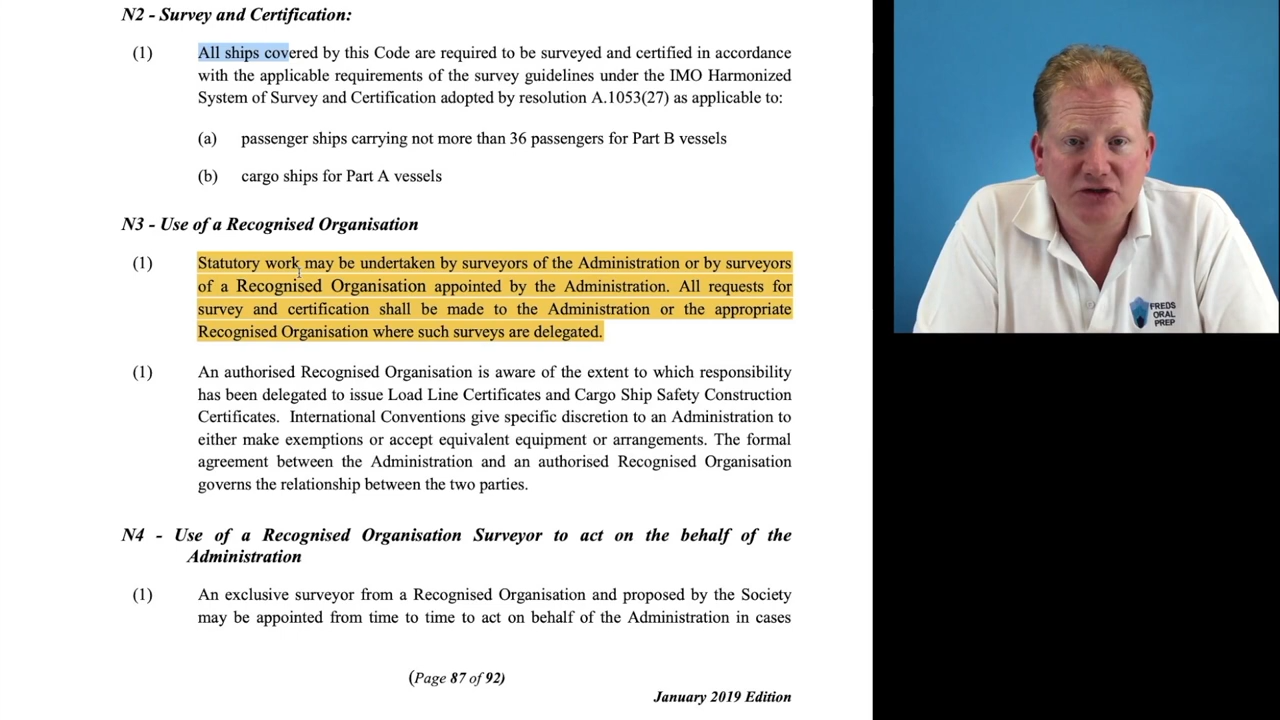 N2 - Survey and Certification:
(1) All ships covered by this Code are required to be surveyed and certified in accordance
with the applicable requirements of the survey guidelines under the IMO Harmonized
System of Survey and Certification adopted by resolution A.1053(27) as applicable to:
(a) passenger ships carrying not more than 36 passengers for Part B vessels
(b) cargo ships for Part A vessels
N3 - Use of a Recognised Organisation
(1) Statutory work may be undertaken by surveyors of the Administration or by surveyors
of a Recognised Organisation appointed by the Administration. All requests for
survey and certification shall be made to the Administration or the appropriate
Recognised Organisation where such surveys are delegated.
(1) An authorised Recognised Organisation is aware of the extent to which responsibility
has been delegated to issue Load Line Certificates and Cargo Ship Safety Construction
Certificates. International Conventions give specific discretion to an Administration to
either make exemptions or accept equivalent equipment or arrangements. The formal
agreement between the Administration and an authorised Recognised Organisation
governs the relationship between the two parties.
N4 - Use of a Recognised Organisation Surveyor to act on the behalf of the
Administration
(1) An exclusive surveyor from a Recognised Organisation and proposed by the Society
may be appointed from time to time to act on behalf of the Administration in cases
(Page 87 of 92)
January 2019 Edition
FREDS
ORAL
PREP